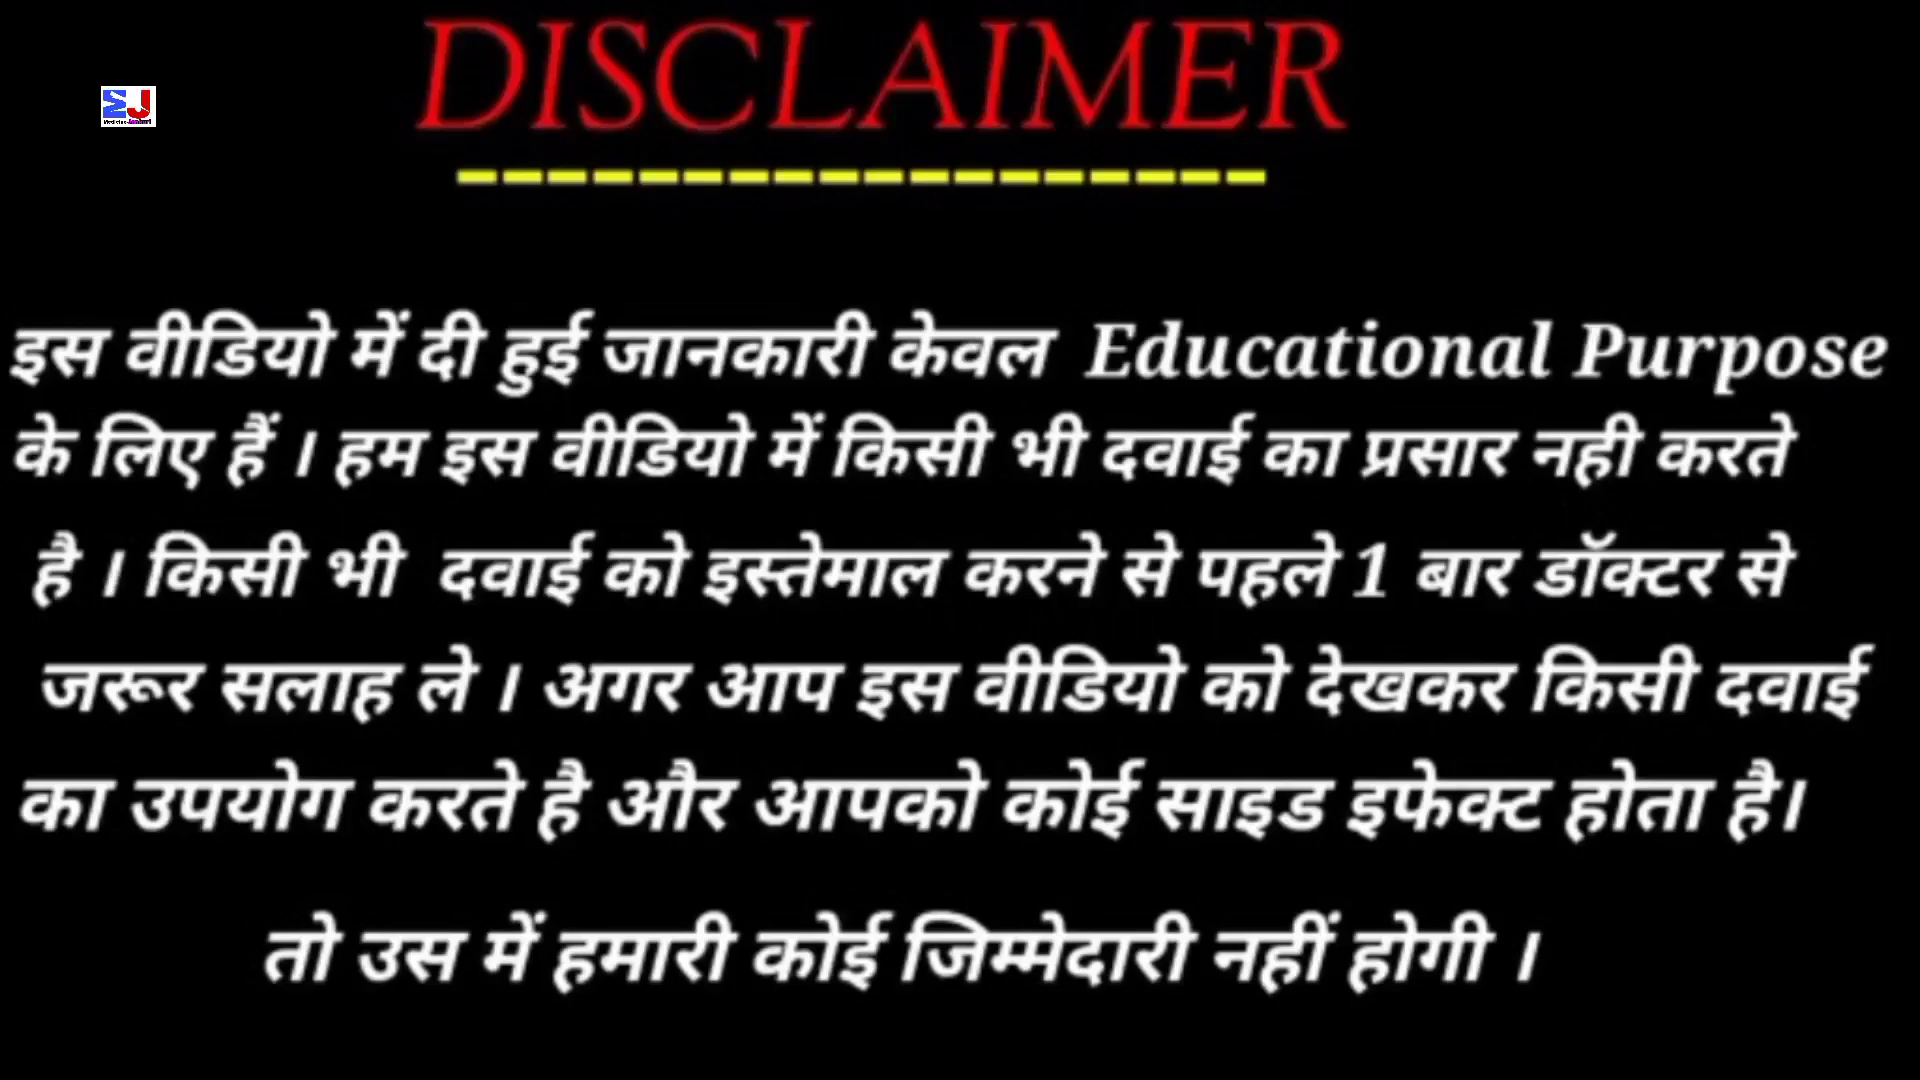 DISCLAIMER
इस वीडियो में दी हुई जानकारी केवल Educational Purpose
के लिए हैं । हम इस वीडियो में किसी भी दवाई का प्रसार नही करते
है । किसी भी दवाई को इस्तेमाल करने से पहले 1 बार डॉक्टर से
जरूर सलाह ले । अगर आप इस वीडियो को देखकर किसी दवाई
का उपयोग करते है और आपको कोई साइड इफेक्ट होता है।
तो उस में हमारी कोई जिम्मेदारी नहीं होगी ।